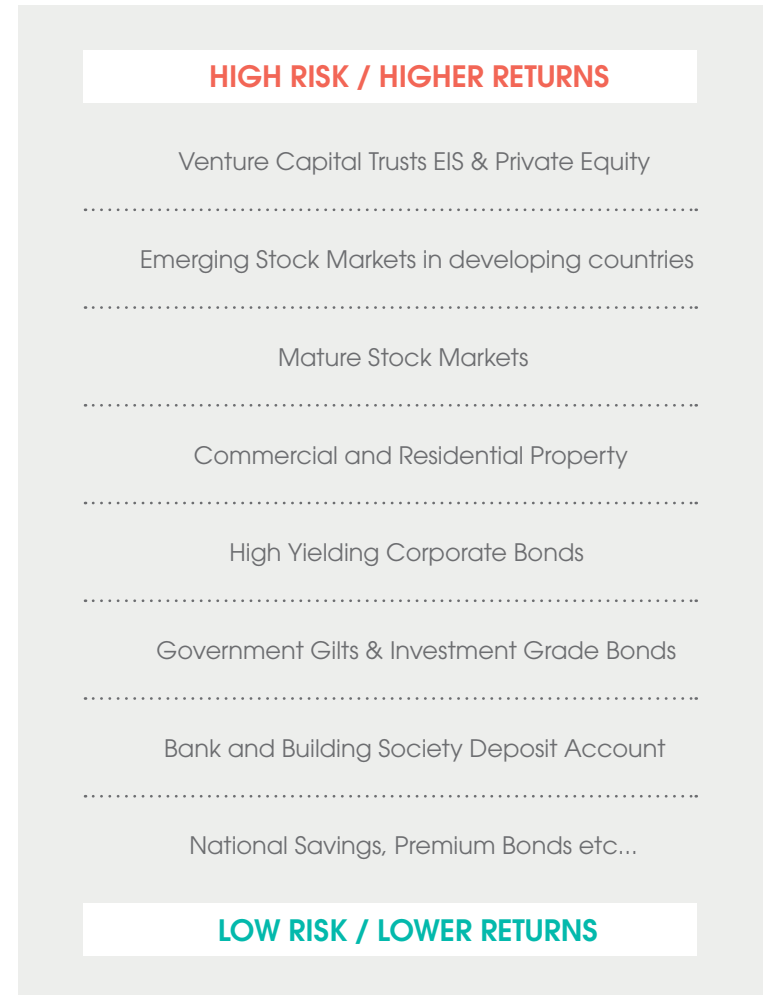 HIGH RISK / HIGHER RETURNS
Venture Capital Trusts EIS & Private Equity
Emerging Stock Markets in developing countries
Mature Stock Markets
Commercial and Residential Property
High Yielding Corporate Bonds
Government Gilts & Investment Grade Bonds
Bank and Building Society Deposit Account
National Savings, Premium Bonds etc...
LOW RISK / LOWER RETURNS